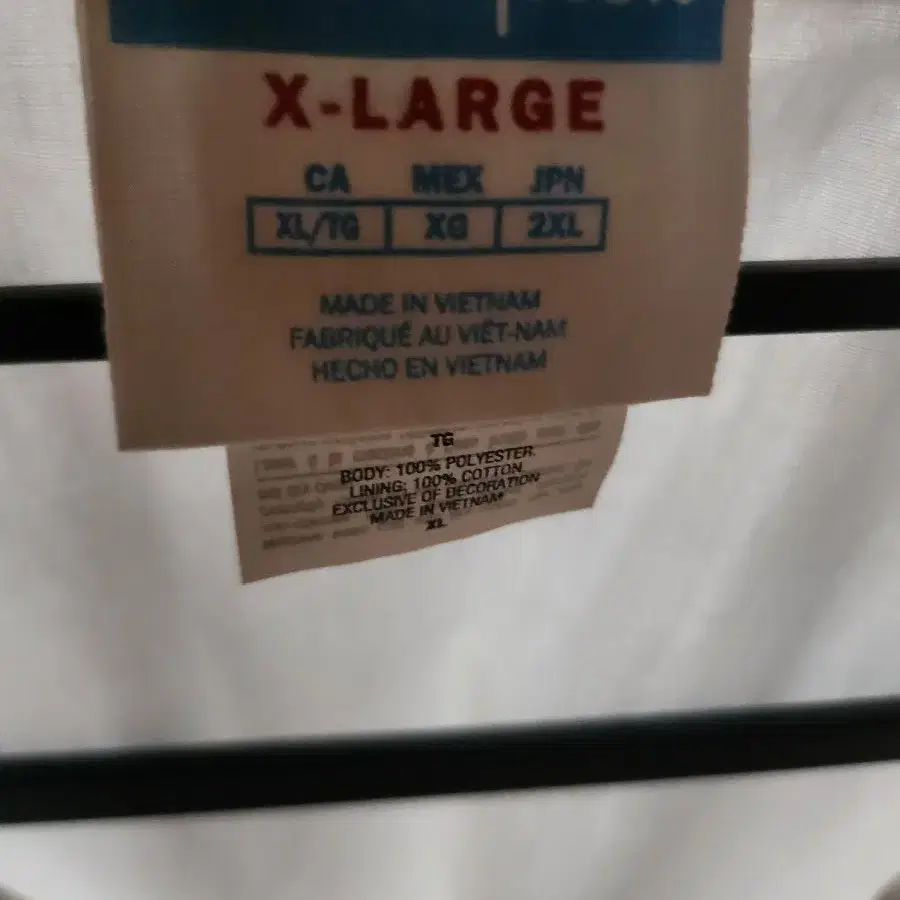 X-LARGE
CA MEX JPN
XL/TG XG 2XL
MADE IN VIETNAM
FABRIQUÉ AU VIÊT-NAM
HECHO EN VIETNAM
TG
BODY: 100% POLYESTER
LINING: 100% COTTON
EXCLUSIVE OF DECORATION
MADE IN VIETNAM
XL